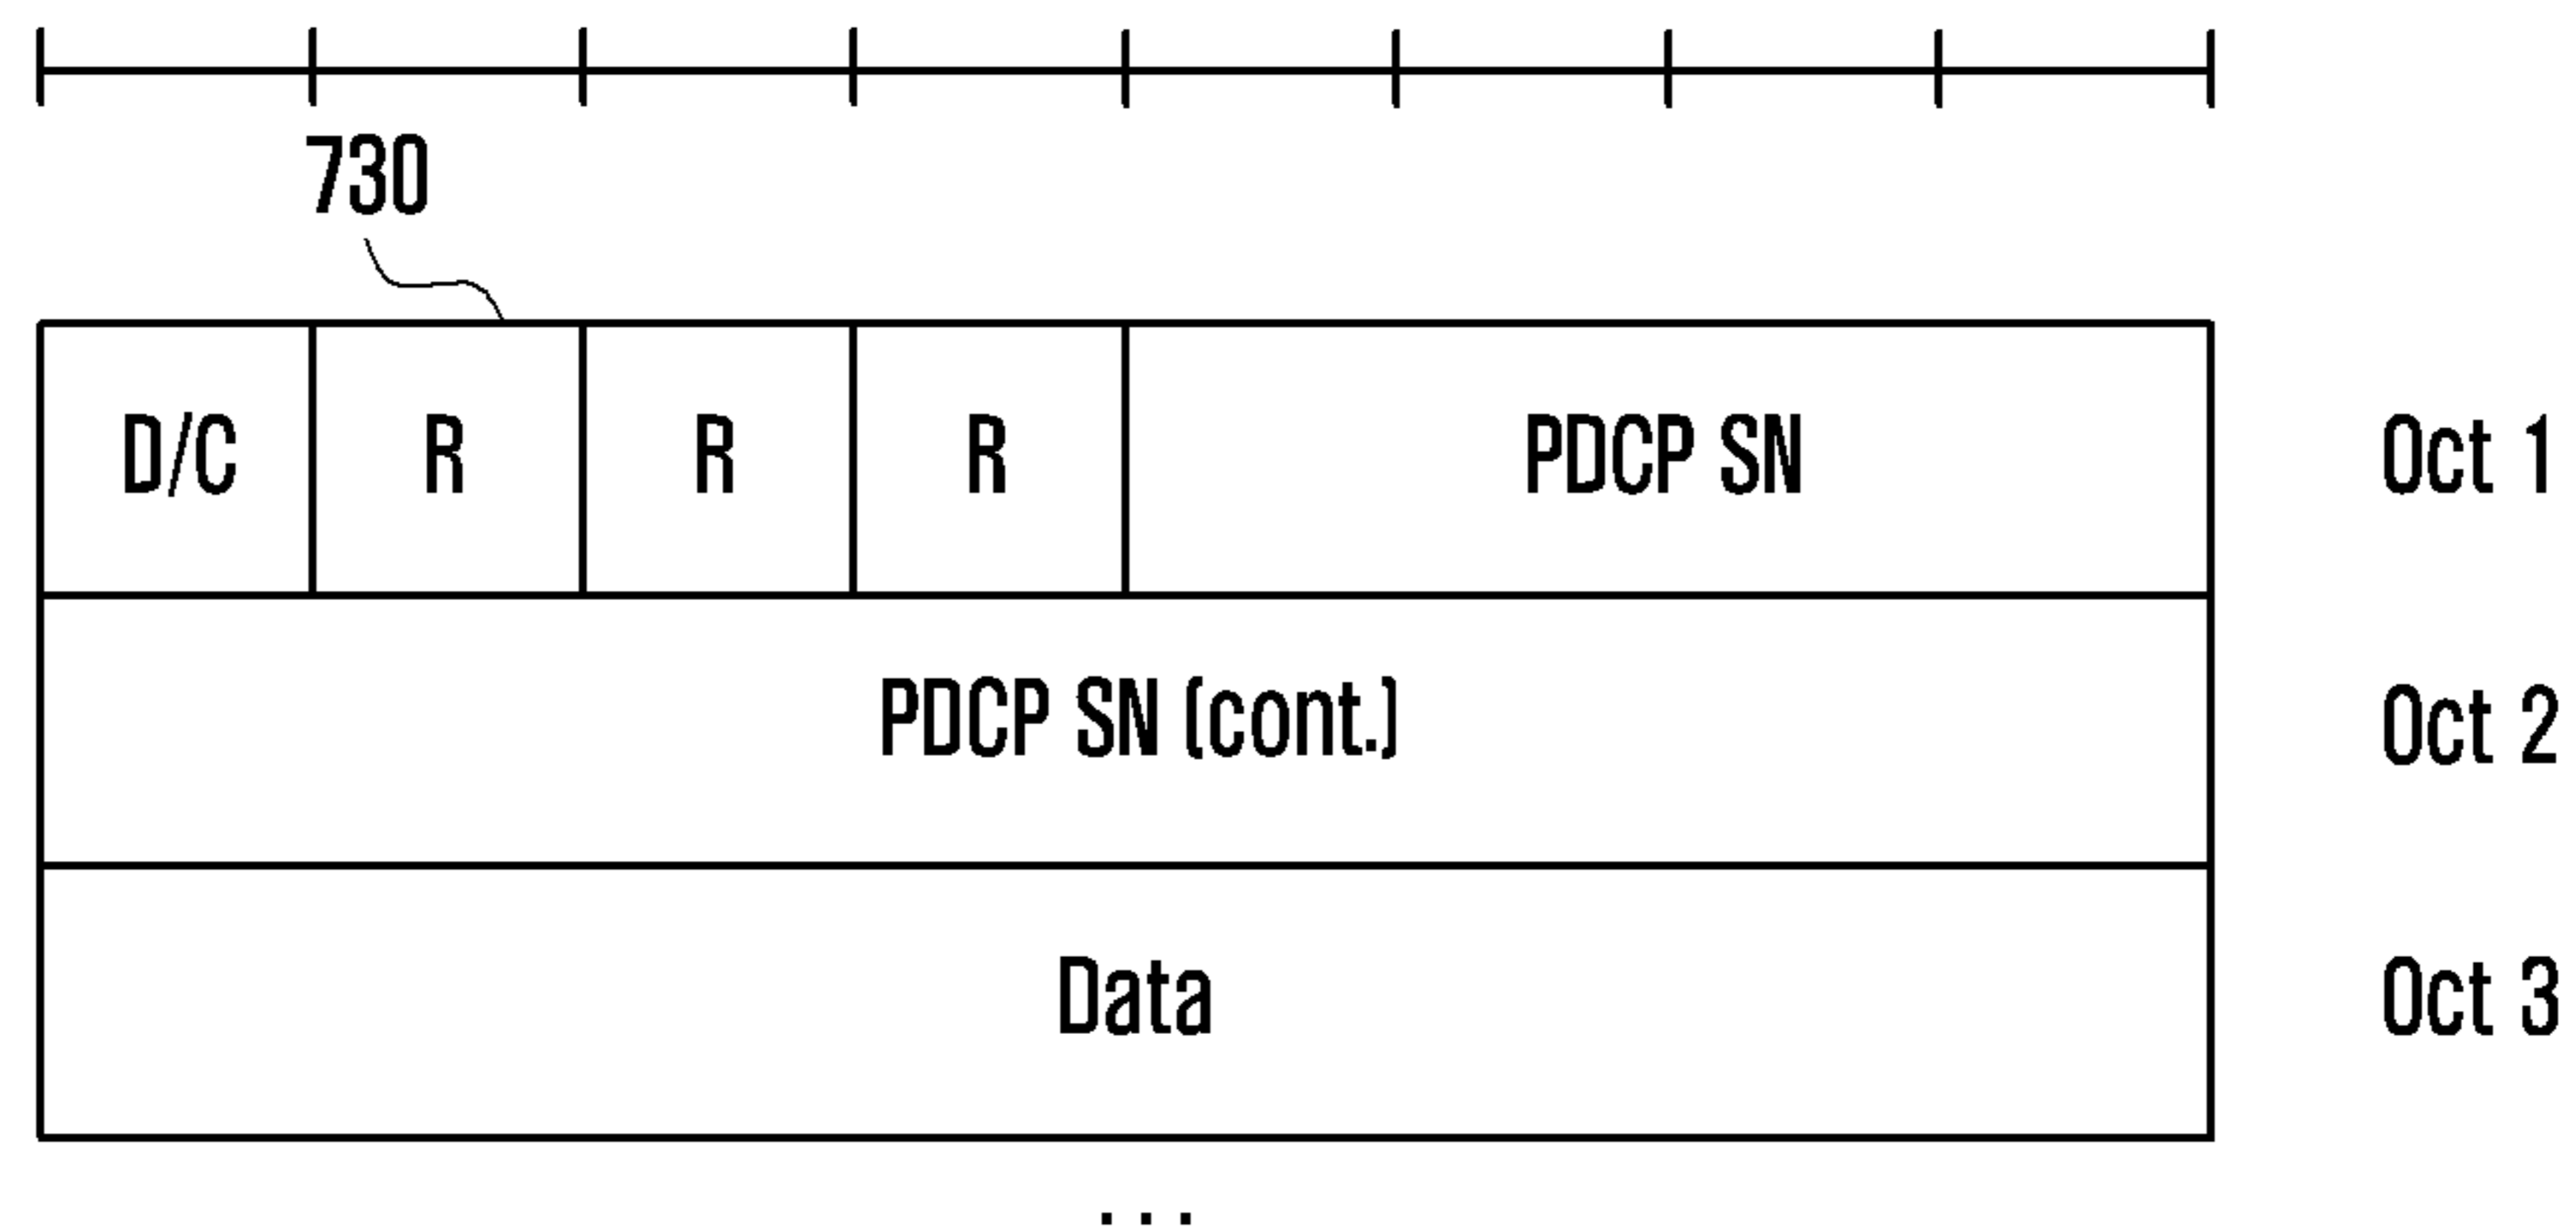 730
D/C R R R PDCP SN Oct 1
PDCP SN (cont.) Oct 2
Data Oct 3
...